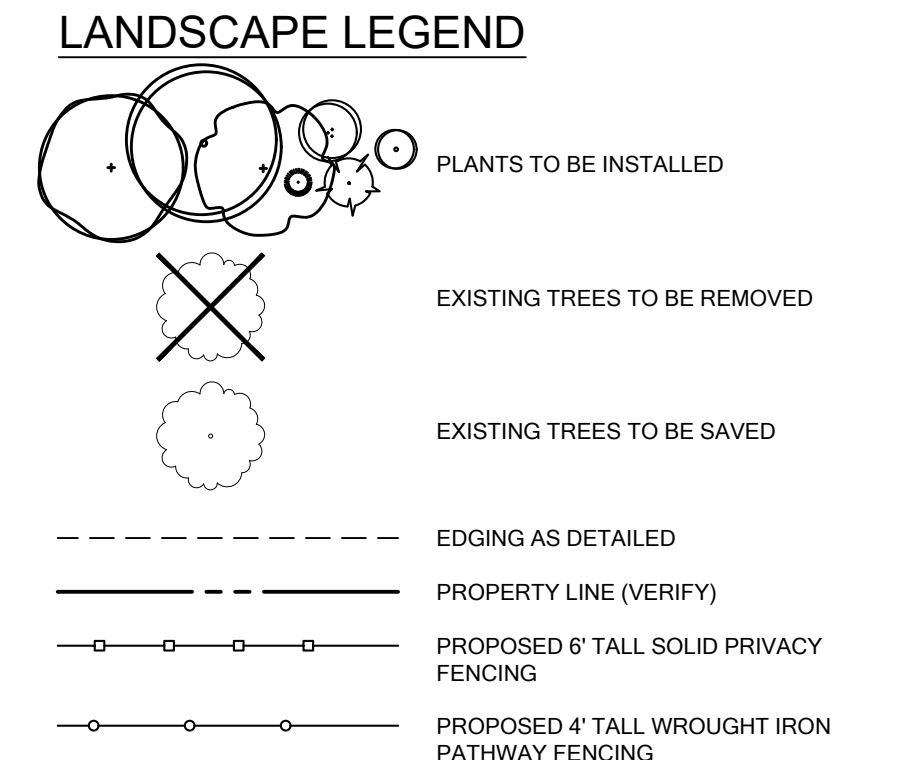 LANDSCAPE LEGEND
PLANTS TO BE INSTALLED
EXISTING TREES TO BE REMOVED
EXISTING TREES TO BE SAVED
EDGING AS DETAILED
PROPERTY LINE (VERIFY)
PROPOSED 6' TALL SOLID PRIVACY
FENCING
PROPOSED 4' TALL WROUGHT IRON
PATHWAY FENCING